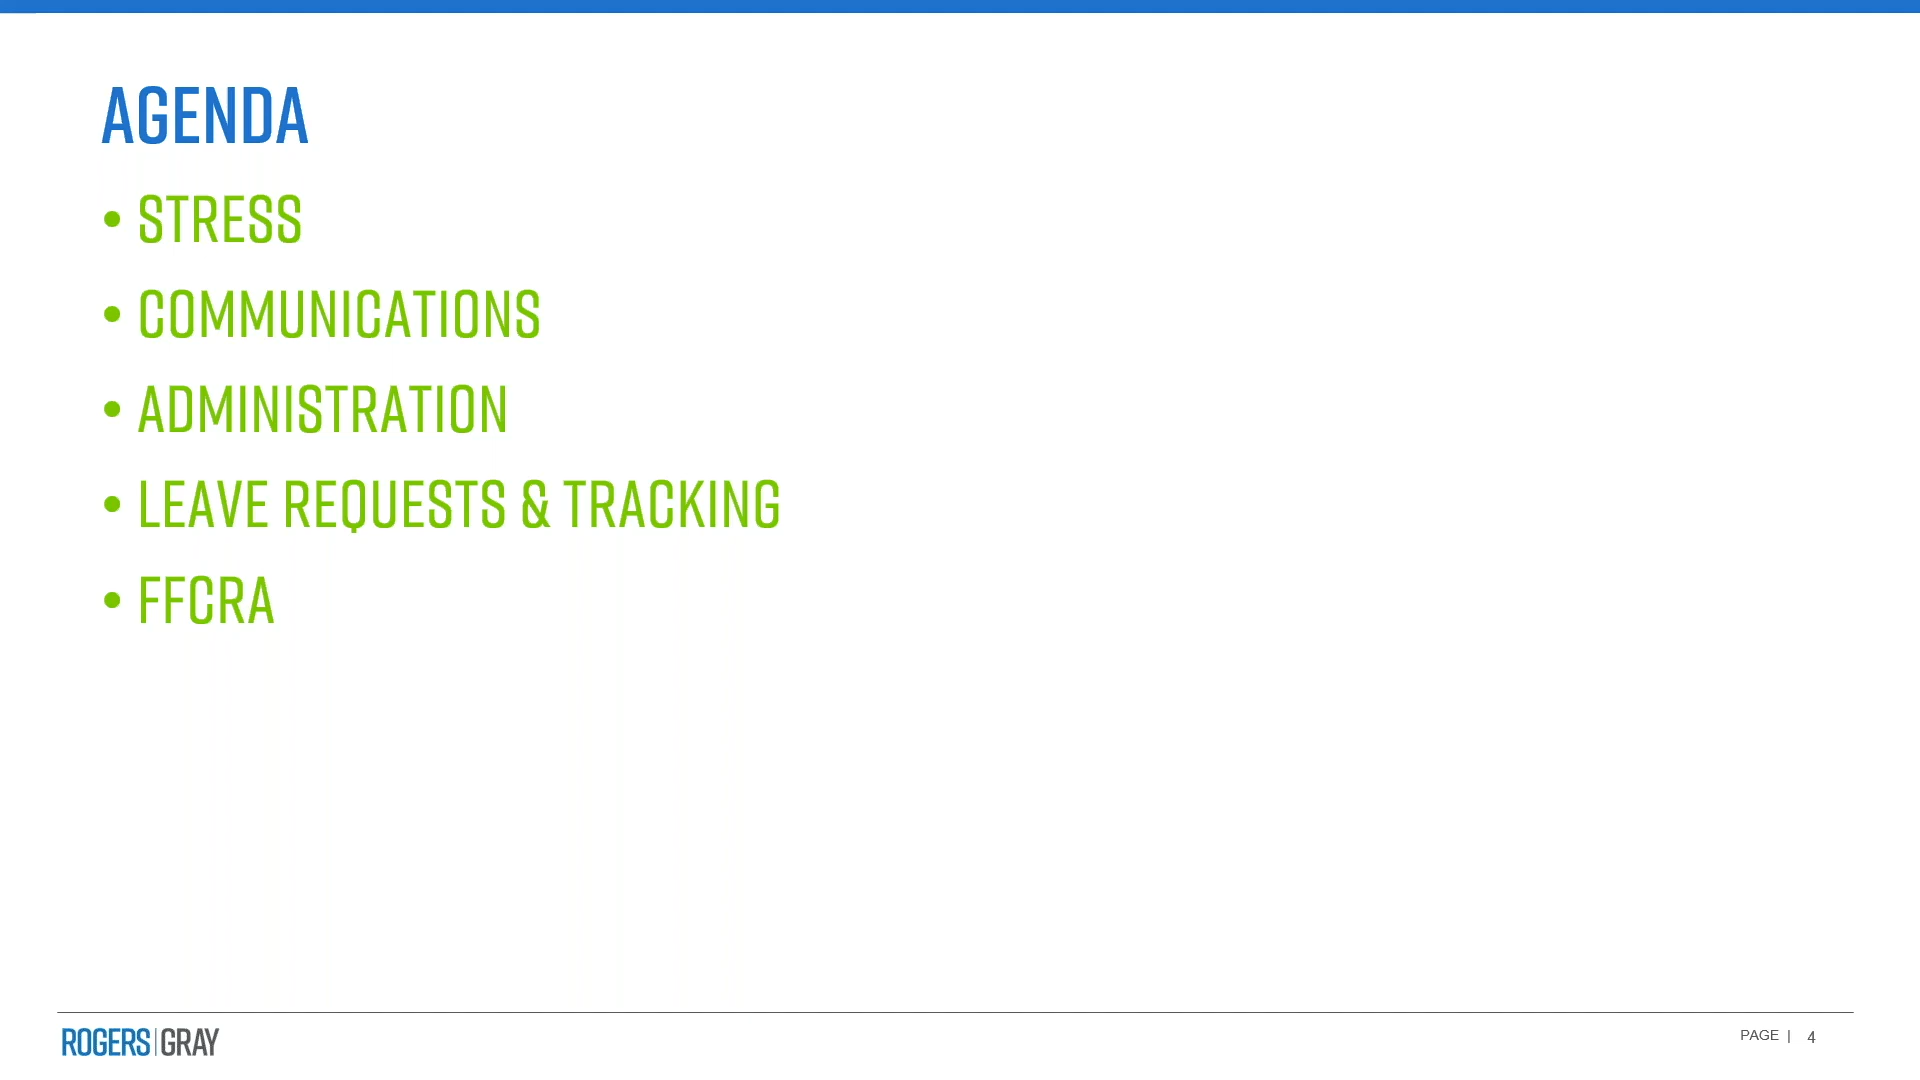 AGENDA
• STRESS
• COMMUNICATIONS
• ADMINISTRATION
• LEAVE REQUESTS & TRACKING
• FFCRA
ROGERS|GRAY
PAGE | 4